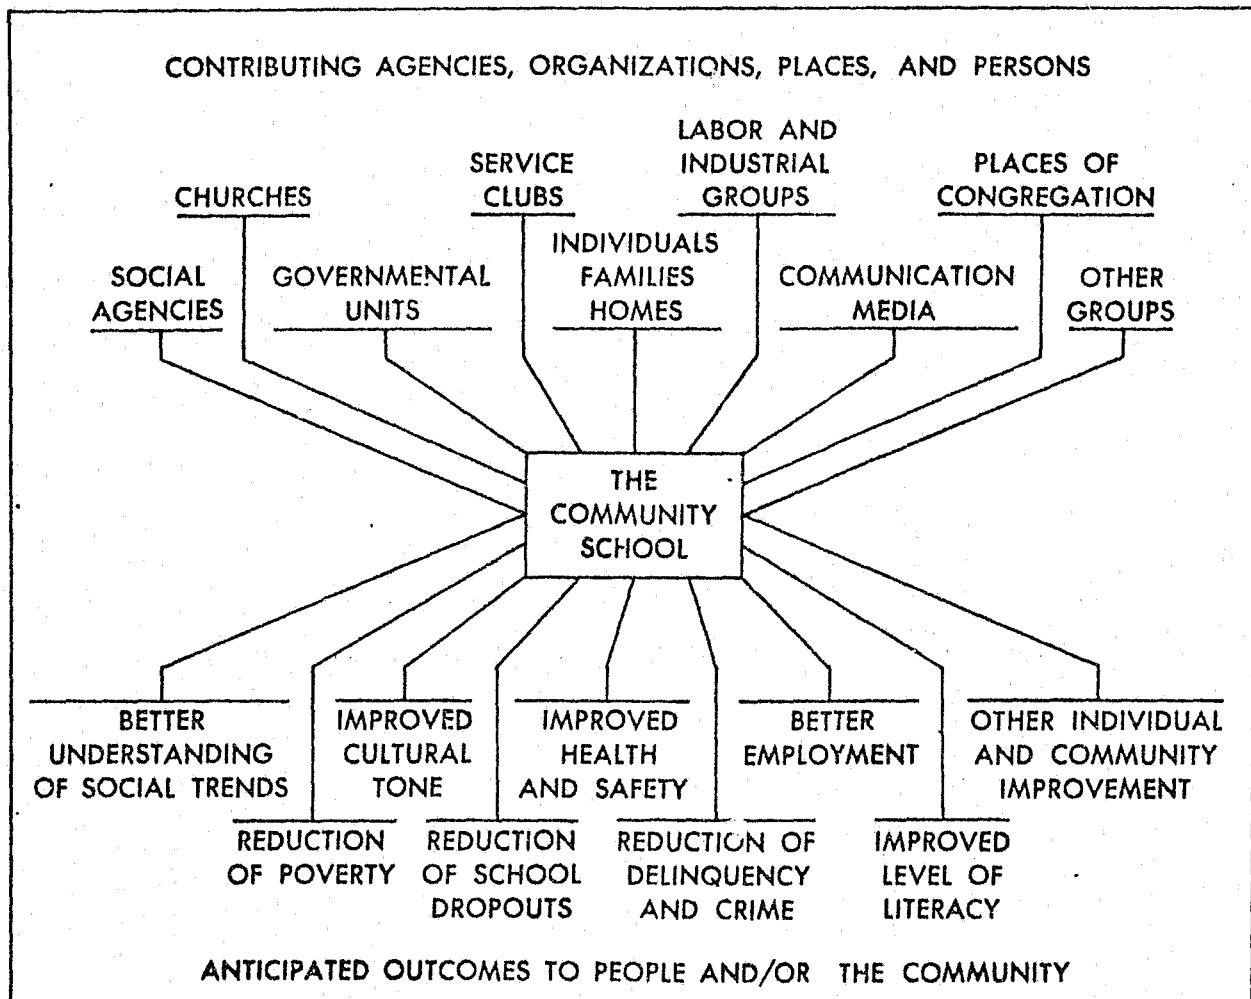 CONTRIBUTING AGENCIES, ORGANIZATIONS, PLACES, AND PERSONS
CHURCHES
SERVICE
CLUBS
LABOR AND
INDUSTRIAL
GROUPS
PLACES OF
CONGREGATION
SOCIAL
AGENCIES
GOVERNMENTAL
UNITS
INDIVIDUALS
FAMILIES
HOMES
COMMUNICATION
MEDIA
OTHER
GROUPS
THE
COMMUNITY
SCHOOL
BETTER
UNDERSTANDING
OF SOCIAL TRENDS
IMPROVED
CULTURAL
TONE
IMPROVED
HEALTH
AND SAFETY
BETTER
EMPLOYMENT
OTHER INDIVIDUAL
AND COMMUNITY
IMPROVEMENT
REDUCTION
OF POVERTY
REDUCTION
OF SCHOOL
DROPOUTS
REDUCTION OF
DELINQUENCY
AND CRIME
IMPROVED
LEVEL OF
LITERACY
ANTICIPATED OUTCOMES TO PEOPLE AND/OR THE COMMUNITY